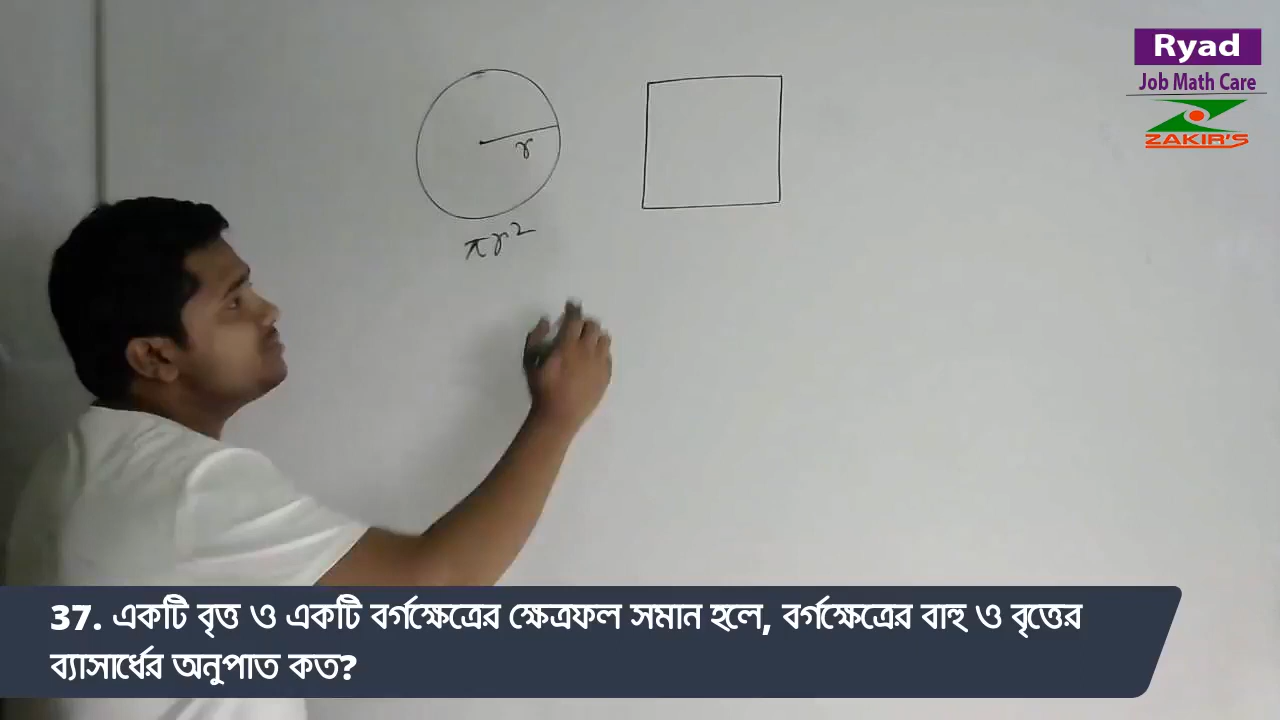 Ryad
Job Math Care
ZAKIR'S
r
πr²
37. একটি বৃত্ত ও একটি বর্গক্ষেত্রের ক্ষেত্রফল সমান হলে, বর্গক্ষেত্রের বাহু ও বৃত্তের
ব্যাসার্ধের অনুপাত কত?